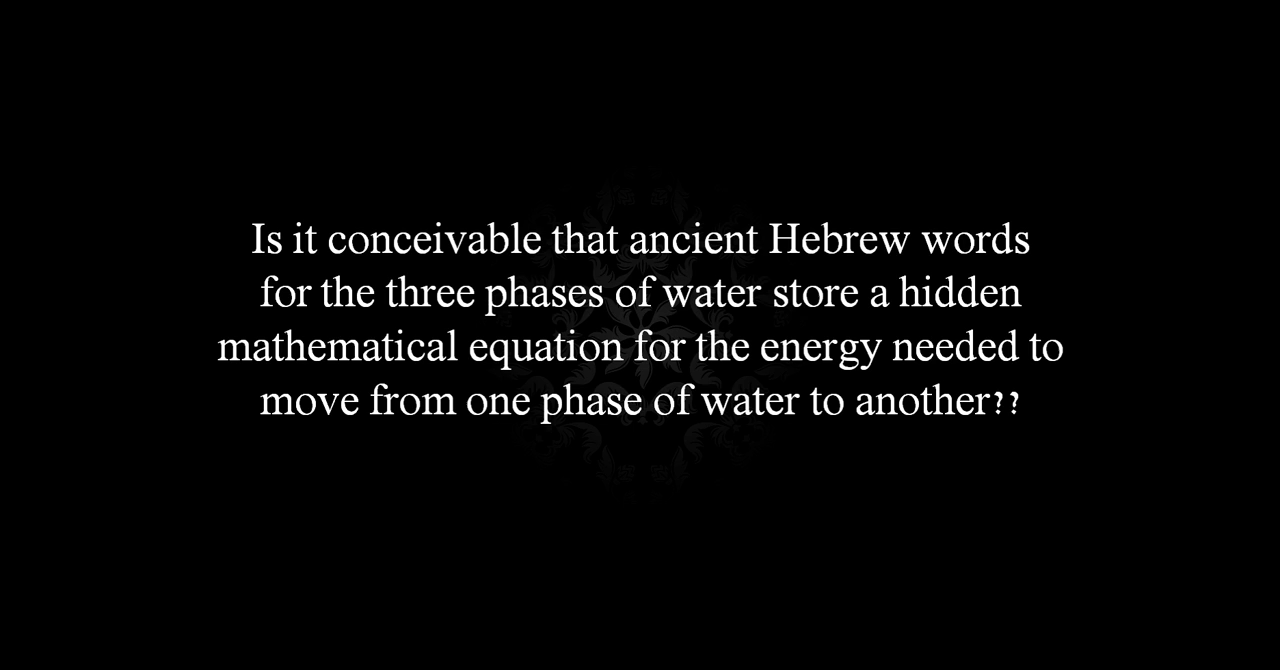 Is it conceivable that ancient Hebrew words
for the three phases of water store a hidden
mathematical equation for the energy needed to
move from one phase of water to another??